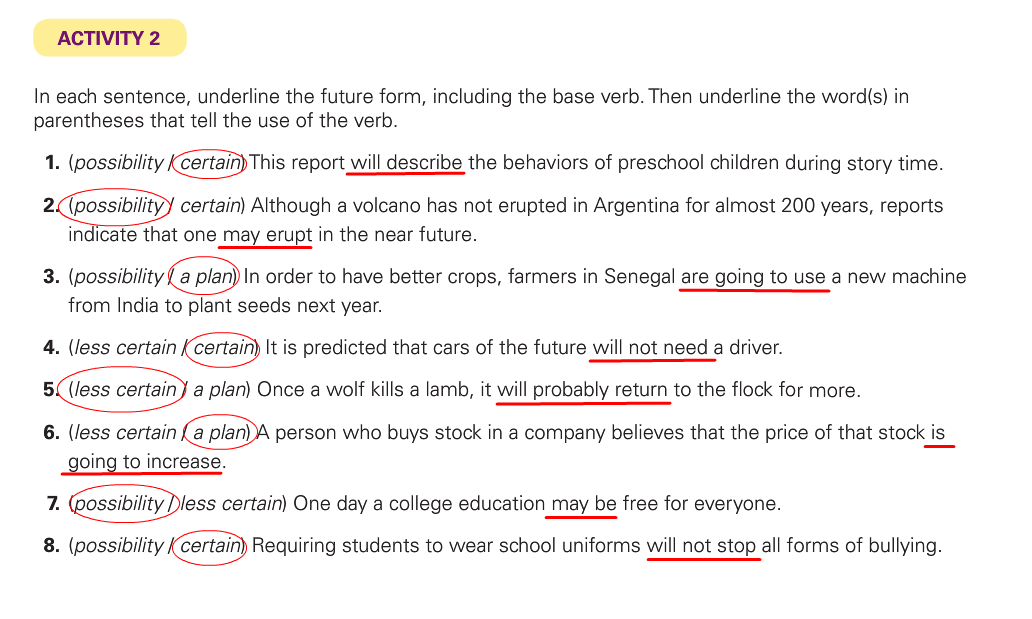 ACTIVITY 2
In each sentence, underline the future form, including the base verb. Then underline the word(s) in
parentheses that tell the use of the verb.
1. (possibility / certain) This report will describe the behaviors of preschool children during story time.
2. (possibility / certain) Although a volcano has not erupted in Argentina for almost 200 years, reports
indicate that one may erupt in the near future.
3. (possibility / a plan) In order to have better crops, farmers in Senegal are going to use a new machine
from India to plant seeds next year.
4. (less certain / certain) It is predicted that cars of the future will not need a driver.
5. (less certain / a plan) Once a wolf kills a lamb, it will probably return to the flock for more.
6. (less certain / a plan) A person who buys stock in a company believes that the price of that stock is
going to increase.
7. (possibility / less certain) One day a college education may be free for everyone.
8. (possibility / certain) Requiring students to wear school uniforms will not stop all forms of bullying.